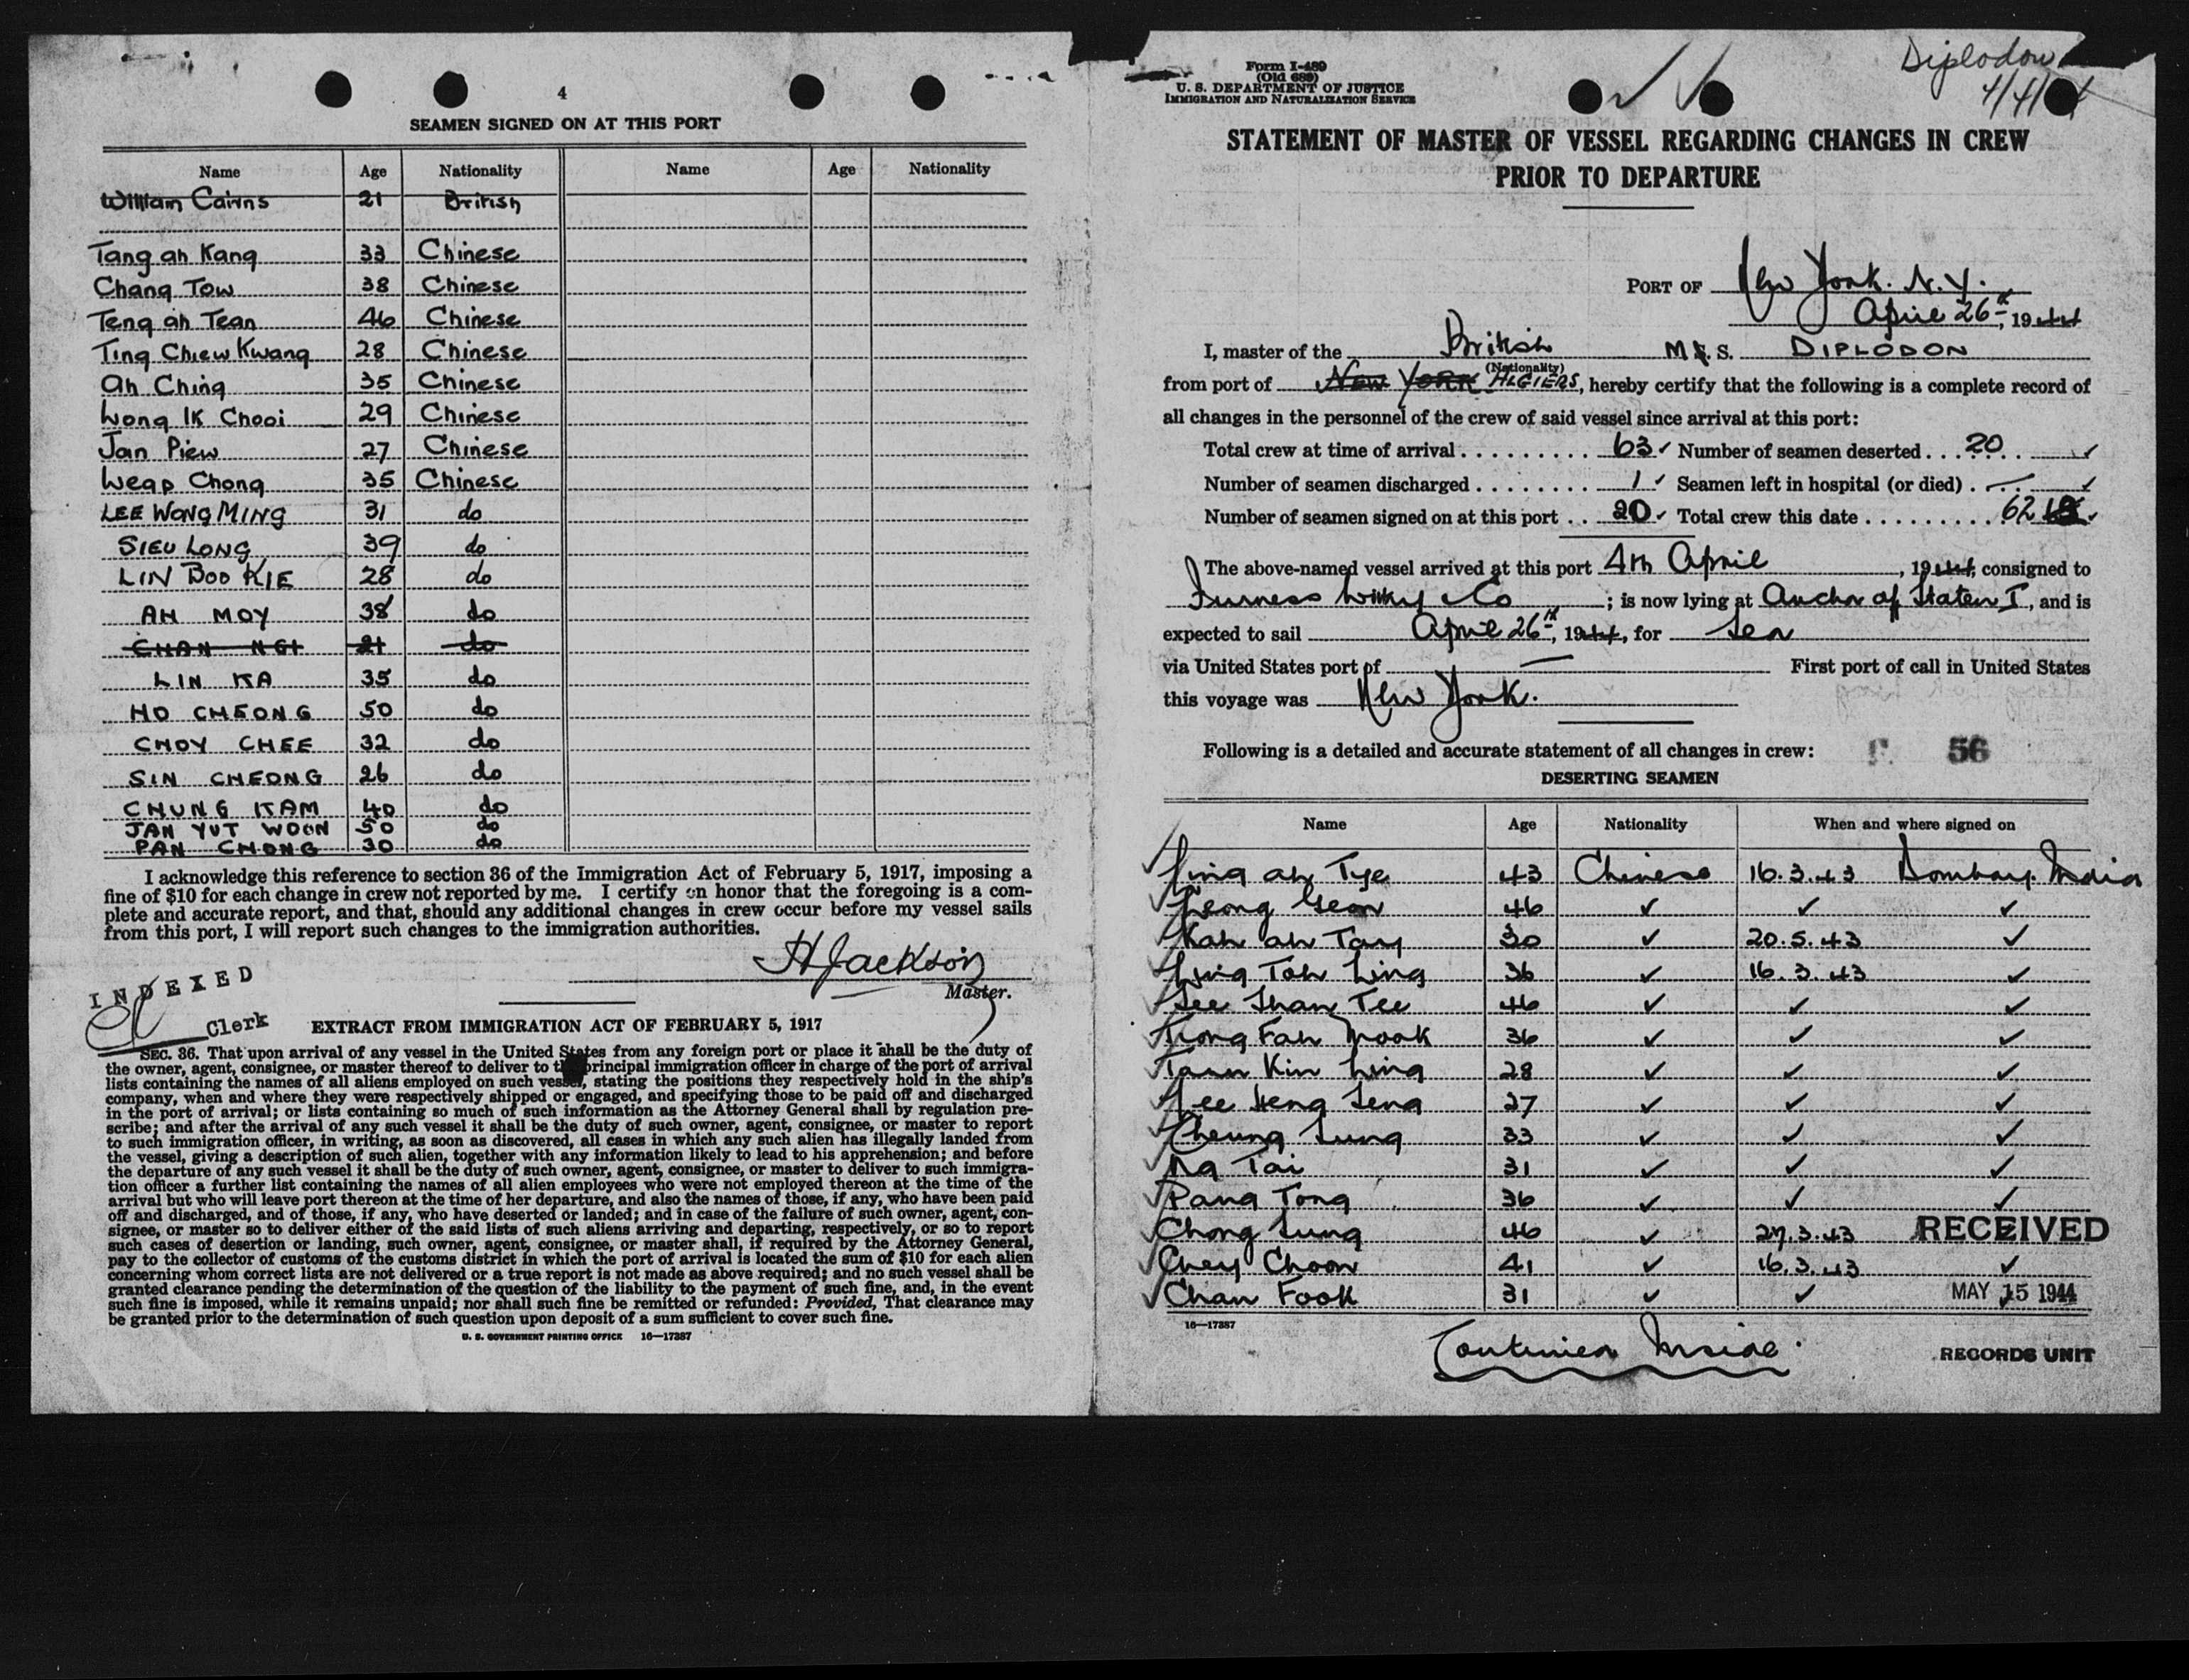 4
SEAMEN SIGNED ON AT THIS PORT
Name Age Nationality Name Age Nationality
William Cairns 21 British
Tang ah Kang 33 Chinese
Chang Tow 38 Chinese
Teng ah Tean 46 Chinese
Ting Chiew Kwang 28 Chinese
Ah Ching 35 Chinese
Wong Ik Chooi 29 Chinese
Jan Piew 27 Chinese
Weap Chong 35 Chinese
LEE WONG MING 31 do
SIEU LONG 39 do
LIN BOO KIE 28 do
AH MOY 38 do
CHAN NGI 21 do
LIN KA 35 do
HO CHEONG 50 do
CHOY CHEE 32 do
SIN CHEONG 26 do
CHUNG KAM 40 do
JAN YUT WOON 50 do
PAN CHONG 30 do
I acknowledge this reference to section 36 of the Immigration Act of February 5, 1917, imposing a
fine of $10 for each change in crew not reported by me. I certify on honor that the foregoing is a com-
plete and accurate report, and that, should any additional changes in crew occur before my vessel sails
from this port, I will report such changes to the immigration authorities.
HJackson
Master.
INDEXED
Clerk
EXTRACT FROM IMMIGRATION ACT OF FEBRUARY 5, 1917
SEC. 36. That upon arrival of any vessel in the United States from any foreign port or place it shall be the duty of
the owner, agent, consignee, or master thereof to deliver to the principal immigration officer in charge of the port of arrival
lists containing the names of all aliens employed on such vessel, stating the positions they respectively hold in the ship's
company, when and where they were respectively shipped or engaged, and specifying those to be paid off and discharged
in the port of arrival; or lists containing so much of such information as the Attorney General shall by regulation pre-
scribe; and after the arrival of any such vessel it shall be the duty of such owner, agent, consignee, or master to report
to such immigration officer, in writing, as soon as discovered, all cases in which any such alien has illegally landed from
the vessel, giving a description of such alien, together with any information likely to lead to his apprehension; and before
the departure of any such vessel it shall be the duty of such owner, agent, consignee, or master to deliver to such immigra-
tion officer a further list containing the names of all alien employees who were not employed thereon at the time of the
arrival but who will leave port thereon at the time of her departure, and also the names of those, if any, who have been paid
off and discharged, and of those, if any, who have deserted or landed; and in case of the failure of such owner, agent, con-
signee, or master so to deliver either of the said lists of such aliens arriving and departing, respectively, or so to report
such cases of desertion or landing, such owner, agent, consignee, or master shall, if required by the Attorney General,
pay to the collector of customs of the customs district in which the port of arrival is located the sum of $10 for each alien
concerning whom correct lists are not delivered or a true report is not made as above required; and no such vessel shall be
granted clearance pending the determination of the question of the liability to the payment of such fine, and, in the event
such fine is imposed, while it remains unpaid; nor shall such fine be remitted or refunded: Provided, That clearance may
be granted prior to the determination of such question upon deposit of a sum sufficient to cover such fine.
U. S. GOVERNMENT PRINTING OFFICE 16—17387
Form I-489
(Old 689)
U. S. DEPARTMENT OF JUSTICE
IMMIGRATION AND NATURALIZATION SERVICE
Diplodon
4/4/
STATEMENT OF MASTER OF VESSEL REGARDING CHANGES IN CREW
PRIOR TO DEPARTURE
PORT OF New York. N.Y.
April 26th, 1944
I, master of the British M. S. DIPLODON
(Nationality)
from port of New York ALGIERS, hereby certify that the following is a complete record of
all changes in the personnel of the crew of said vessel since arrival at this port:
Total crew at time of arrival 63 Number of seamen deserted 20
Number of seamen discharged 1 Seamen left in hospital (or died) —
Number of seamen signed on at this port 20 Total crew this date 62
The above-named vessel arrived at this port 4th April, 1944, consigned to
Furness Withy & Co; is now lying at Anchor off Staten I, and is
expected to sail April 26th, 1944, for Sea
via United States port of — First port of call in United States
this voyage was New York.
Following is a detailed and accurate statement of all changes in crew: 56
DESERTING SEAMEN
Name Age Nationality When and where signed on
Ling ah Tye 43 Chinese 16.3.43 Bombay India
Leong Geon 46 ✓ ✓ ✓
Kah ah Tay 30 ✓ 20.5.43 ✓
Ling Toh Ling 36 ✓ 16.3.43 ✓
See Shan Tee 46 ✓ ✓ ✓
Fah Mook 36 ✓ ✓ ✓
Kin Ling 28 ✓ ✓ ✓
Lee Heng Seng 27 ✓ ✓ ✓
Cheung Sung 33 ✓ ✓ ✓
Ng Tai 31 ✓ ✓ ✓
Pang Tong 36 ✓ ✓ ✓
Chong Sung 46 ✓ 27.3.43 RECEIVED
Chey Choon 41 ✓ 16.3.43 ✓
Chan Fook 31 ✓ ✓ MAY 15 1944
16—17387
Continued Inside.
RECORDS UNIT